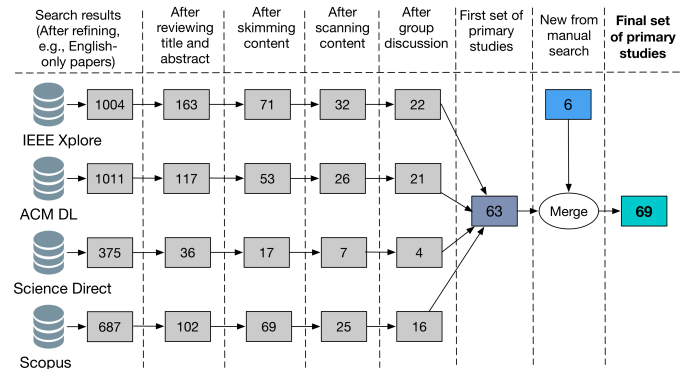 Search results
(After refining,
e.g., English-
only papers)
After
reviewing
title and
abstract
After
skimming
content
After
scanning
content
After
group
discussion
First set of
primary
studies
New from
manual
search
Final set
of primary
studies
1004
163
71
32
22
6
IEEE Xplore
1011
117
53
26
21
ACM DL
63
Merge
69
375
36
17
7
4
Science Direct
687
102
69
25
16
Scopus